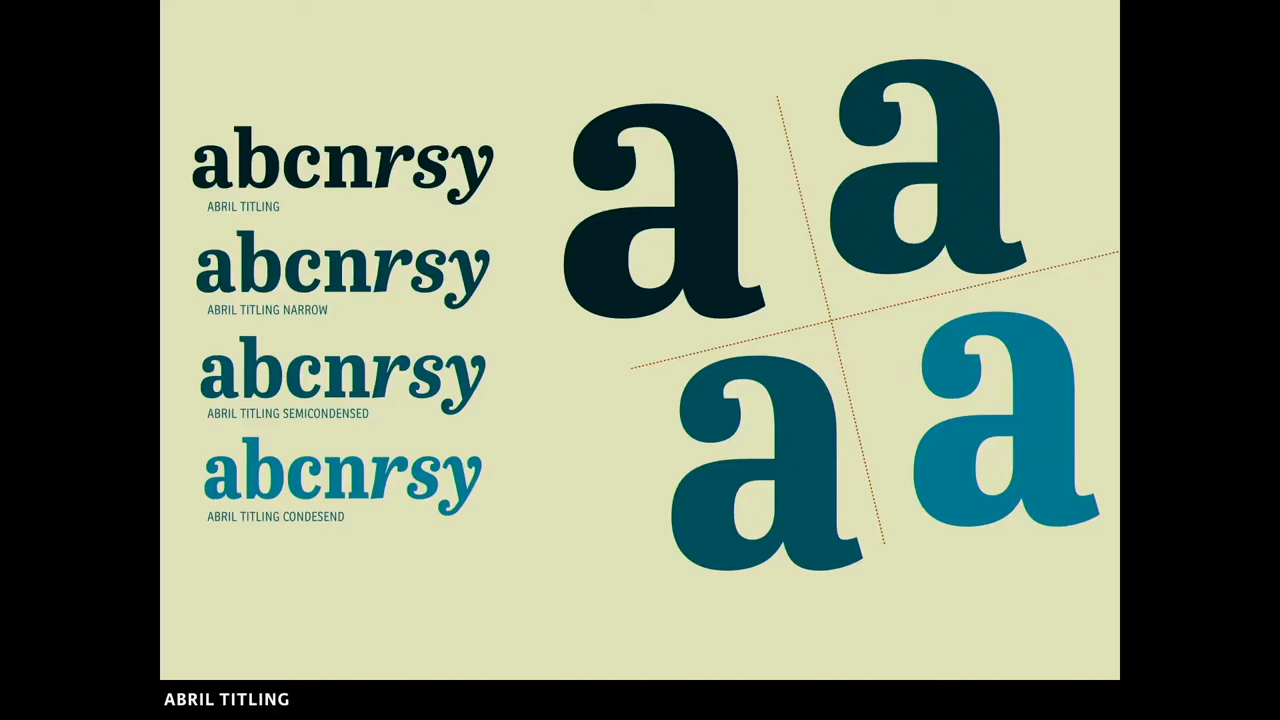 abcnrsy
ABRIL TITLING
abcnrsy
ABRIL TITLING NARROW
abcnrsy
ABRIL TITLING SEMICONDENSED
abcnrsy
ABRIL TITLING CONDESEND
a a
a a
ABRIL TITLING